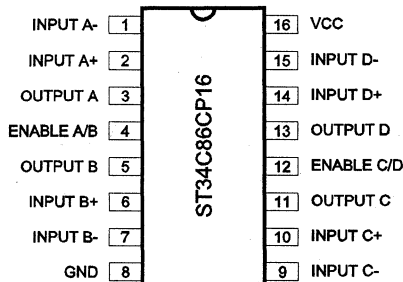 INPUT A- 1 16 VCC
INPUT A+ 2 15 INPUT D-
OUTPUT A 3 14 INPUT D+
ENABLE A/B 4 13 OUTPUT D
OUTPUT B 5 12 ENABLE C/D
INPUT B+ 6 11 OUTPUT C
INPUT B- 7 10 INPUT C+
GND 8 9 INPUT C-
ST34C86CP16